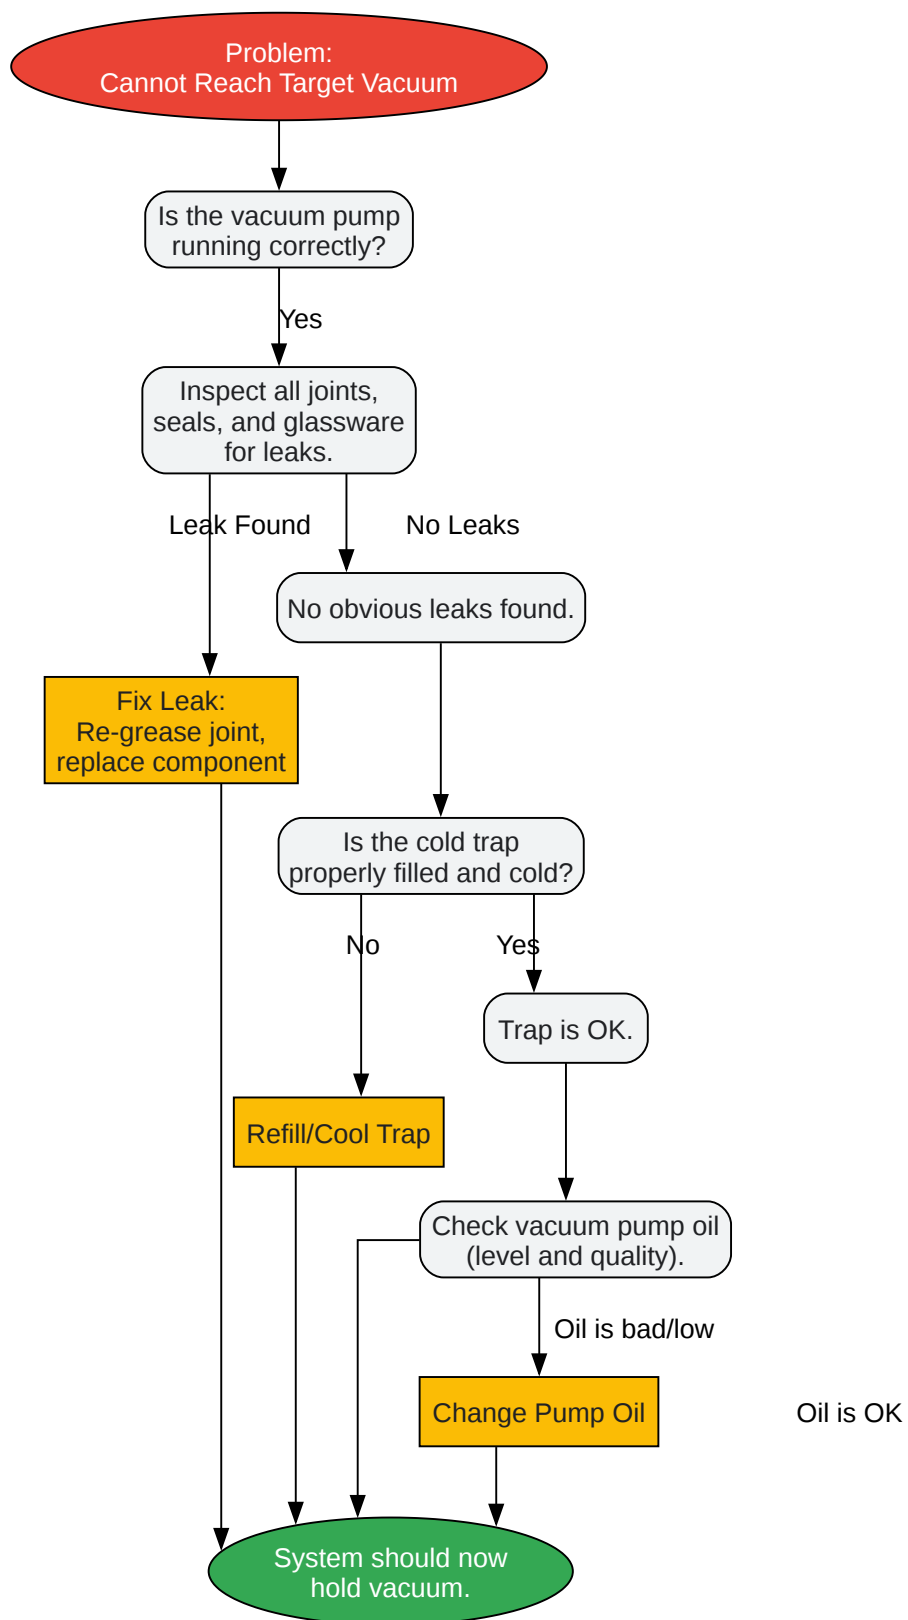 Problem:
Cannot Reach Target Vacuum
Is the vacuum pump
running correctly?
Yes
Inspect all joints,
seals, and glassware
for leaks.
Leak Found
No Leaks
No obvious leaks found.
Fix Leak:
Re-grease joint,
replace component
Is the cold trap
properly filled and cold?
No
Yes
Trap is OK.
Refill/Cool Trap
Check vacuum pump oil
(level and quality).
Oil is bad/low
Change Pump Oil
Oil is OK
System should now
hold vacuum.